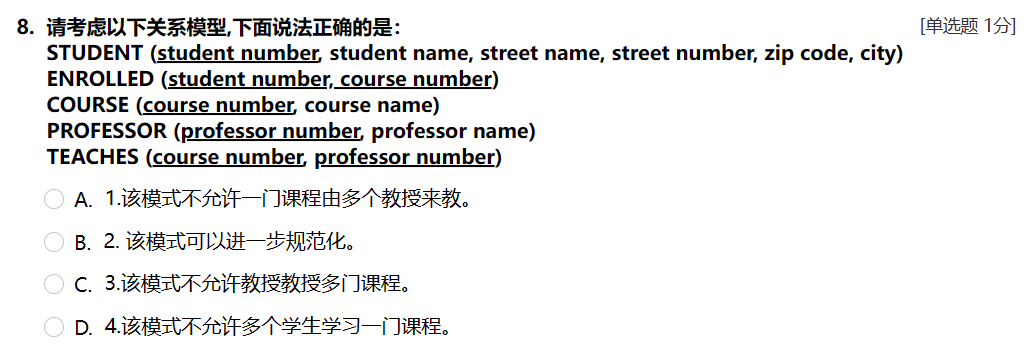 8. 请考虑以下关系模型,下面说法正确的是： [单选题 1分]
STUDENT (student number, student name, street name, street number, zip code, city)
ENROLLED (student number, course number)
COURSE (course number, course name)
PROFESSOR (professor number, professor name)
TEACHES (course number, professor number)
A. 1.该模式不允许一门课程由多个教授来教。
B. 2. 该模式可以进一步规范化。
C. 3.该模式不允许教授教授多门课程。
D. 4.该模式不允许多个学生学习一门课程。